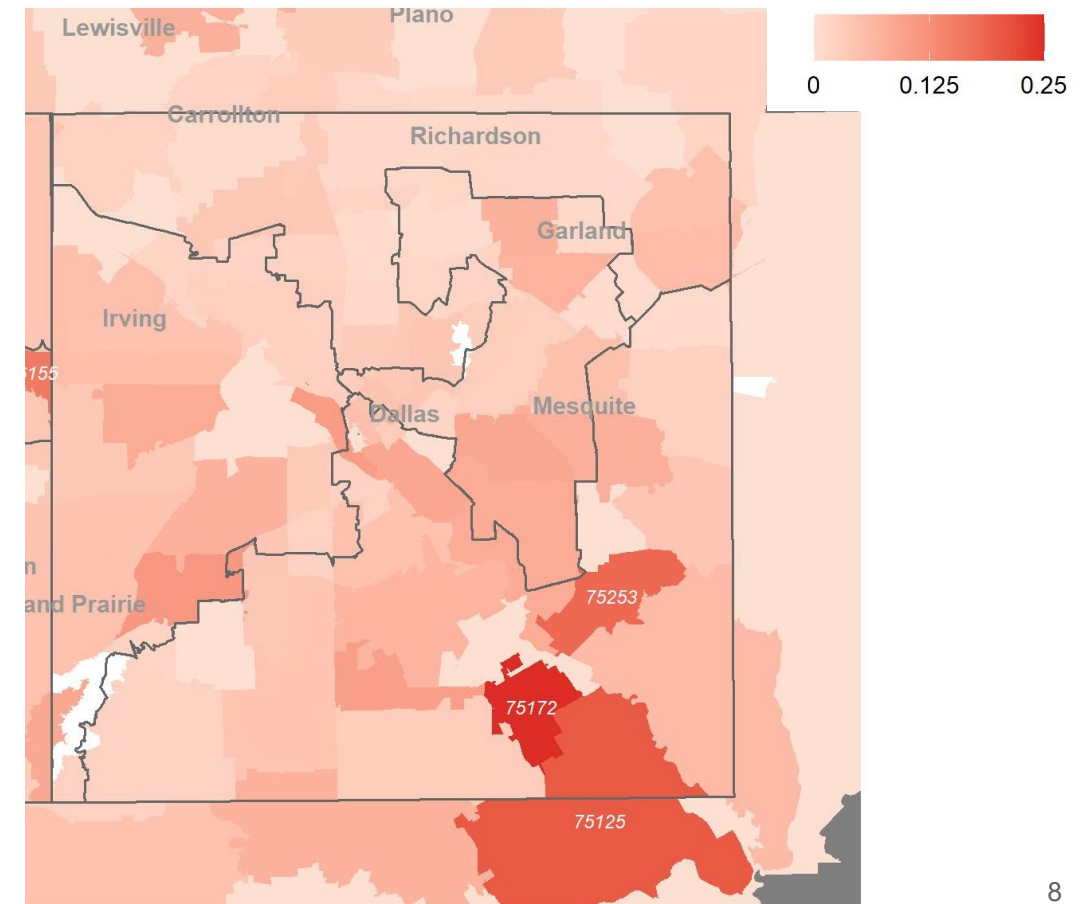 Plano
Lewisville
0 0.125 0.25
Carrollton
Richardson
Garland
Irving
155
Dallas
Mesquite
n
75253
and Prairie
75172
75125
8